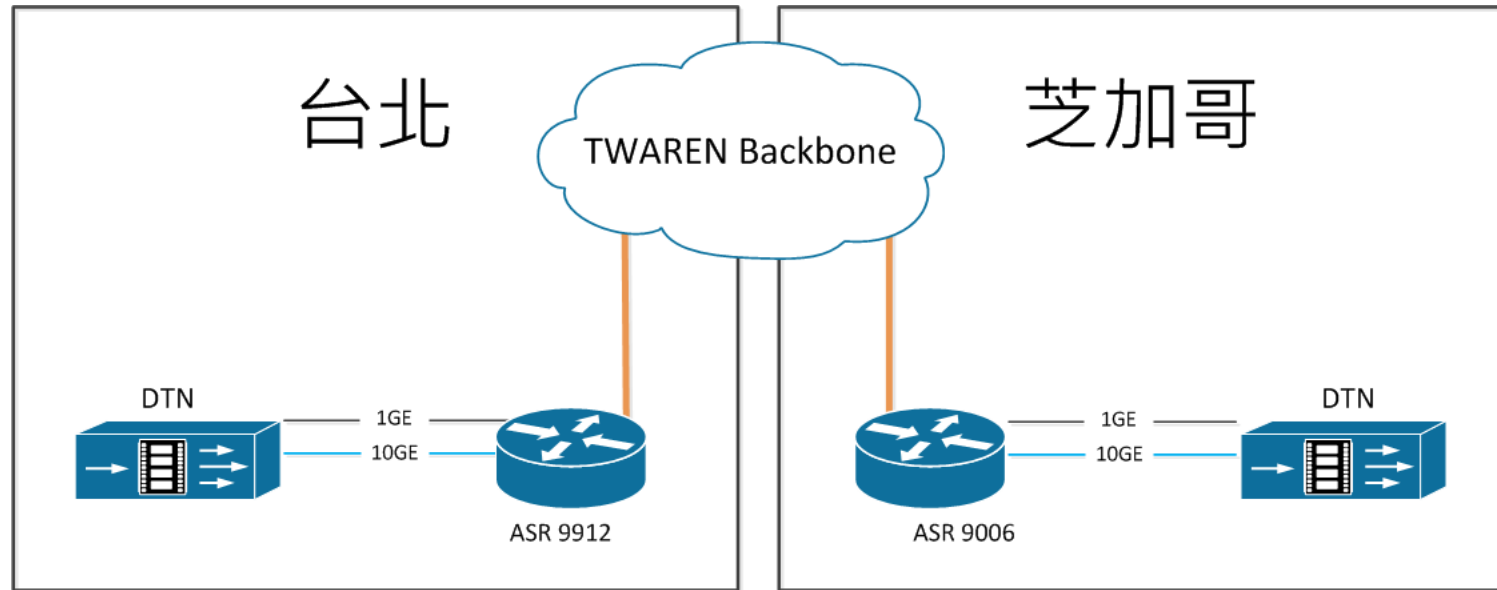 台北
TWAREN Backbone
芝加哥
DTN
1GE
10GE
ASR 9912
1GE
10GE
ASR 9006
DTN